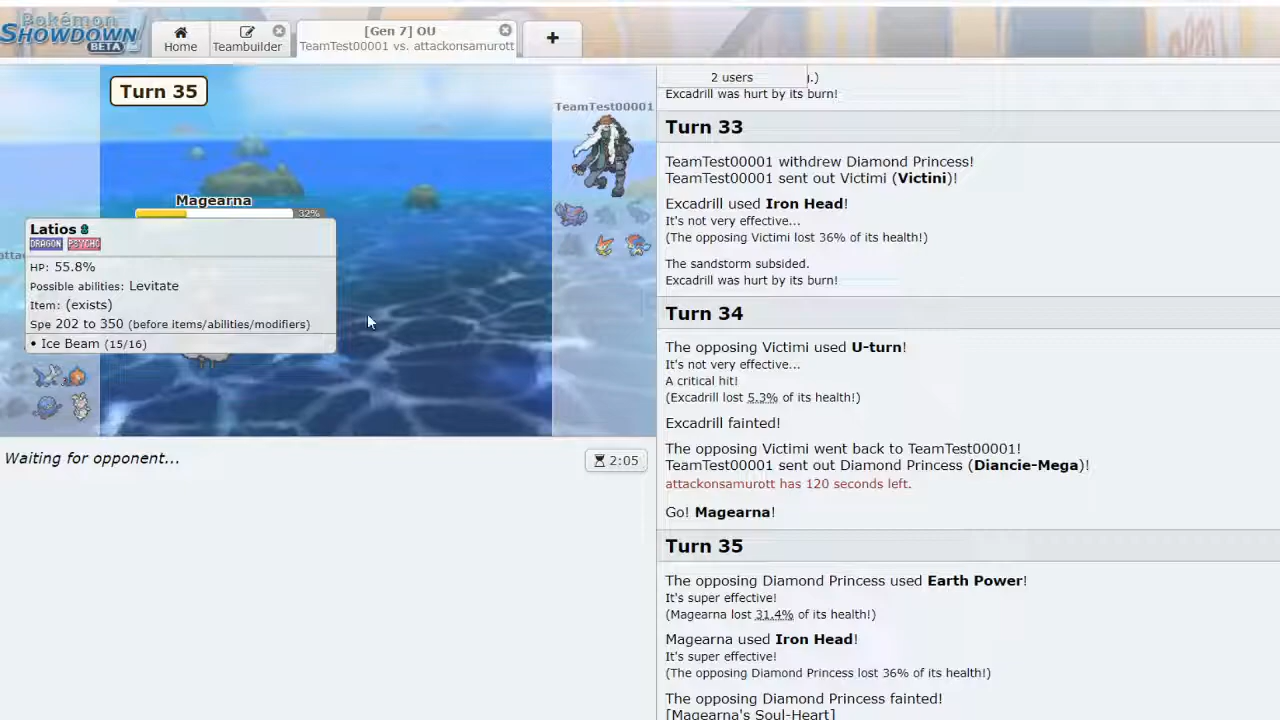 Pokémon
SHOWDOWN
BETA
Home
Teambuilder
[Gen 7] OU
TeamTest00001 vs. attackonsamurott
+
Turn 35
TeamTest00001
Magearna
32%
Latios
DRAGON PSYCHC
HP: 55.8%
Possible abilities: Levitate
Item: (exists)
Spe 202 to 350 (before items/abilities/modifiers)
• Ice Beam (15/16)
Waiting for opponent...
2:05
2 users
Excadrill was hurt by its burn!
Turn 33
TeamTest00001 withdrew Diamond Princess!
TeamTest00001 sent out Victimi (Victini)!
Excadrill used Iron Head!
It's not very effective...
(The opposing Victimi lost 36% of its health!)
The sandstorm subsided.
Excadrill was hurt by its burn!
Turn 34
The opposing Victimi used U-turn!
It's not very effective...
A critical hit!
(Excadrill lost 5.3% of its health!)
Excadrill fainted!
The opposing Victimi went back to TeamTest00001!
TeamTest00001 sent out Diamond Princess (Diancie-Mega)!
attackonsamurott has 120 seconds left.
Go! Magearna!
Turn 35
The opposing Diamond Princess used Earth Power!
It's super effective!
(Magearna lost 31.4% of its health!)
Magearna used Iron Head!
It's super effective!
(The opposing Diamond Princess lost 36% of its health!)
The opposing Diamond Princess fainted!
[Magearna's Soul-Heart]